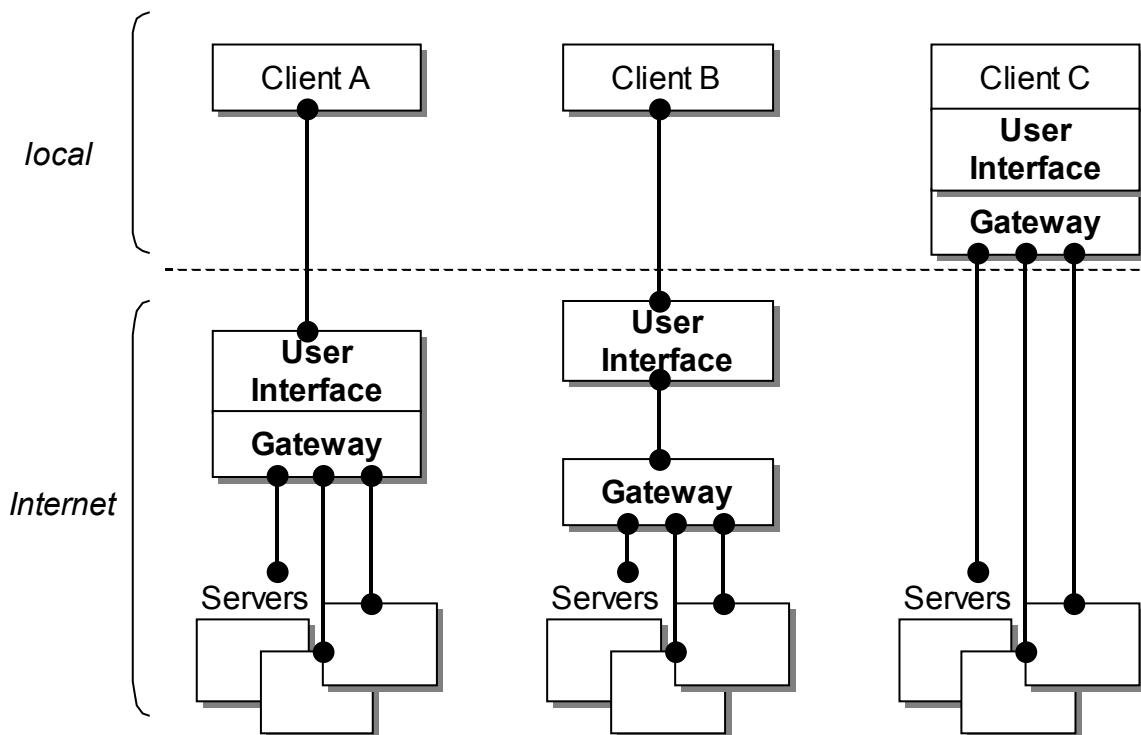 local
Client A
Client B
Client C
User
Interface
Gateway
Internet
User
Interface
Gateway
Servers
User
Interface
Gateway
Servers
Servers